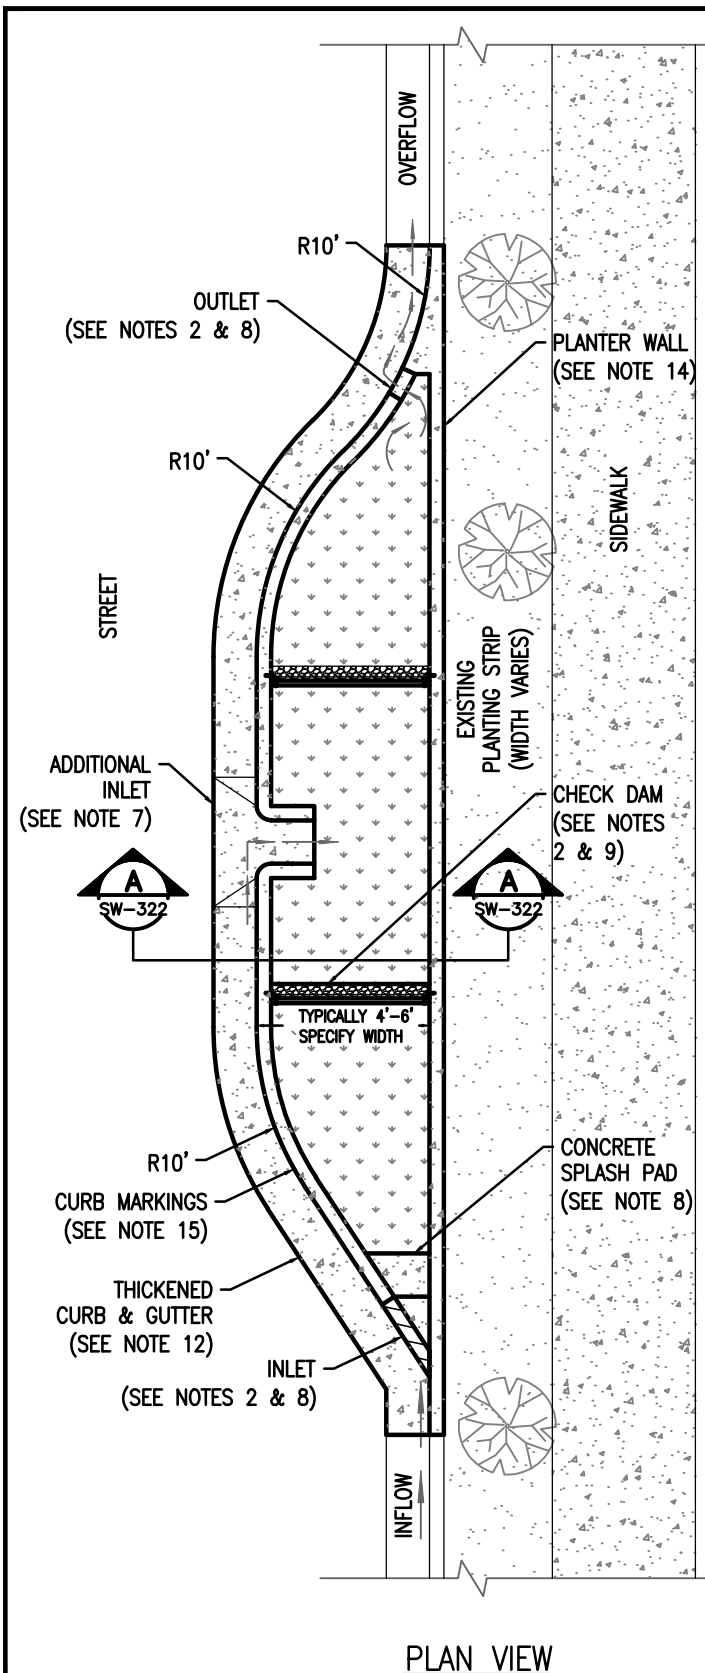 OVERFLOW
R10'
OUTLET
(SEE NOTES 2 & 8)
PLANTER WALL
(SEE NOTE 14)
R10'
SIDEWALK
STREET
EXISTING
PLANTING STRIP
(WIDTH VARIES)
ADDITIONAL
INLET
(SEE NOTE 7)
CHECK DAM
(SEE NOTES
2 & 9)
A
SW-322
A
SW-322
TYPICALLY 4'-6'
SPECIFY WIDTH
R10'
CONCRETE
SPLASH PAD
(SEE NOTE 8)
CURB MARKINGS
(SEE NOTE 15)
THICKENED
CURB & GUTTER
(SEE NOTE 12)
INLET
(SEE NOTES 2 & 8)
INFLOW
PLAN VIEW